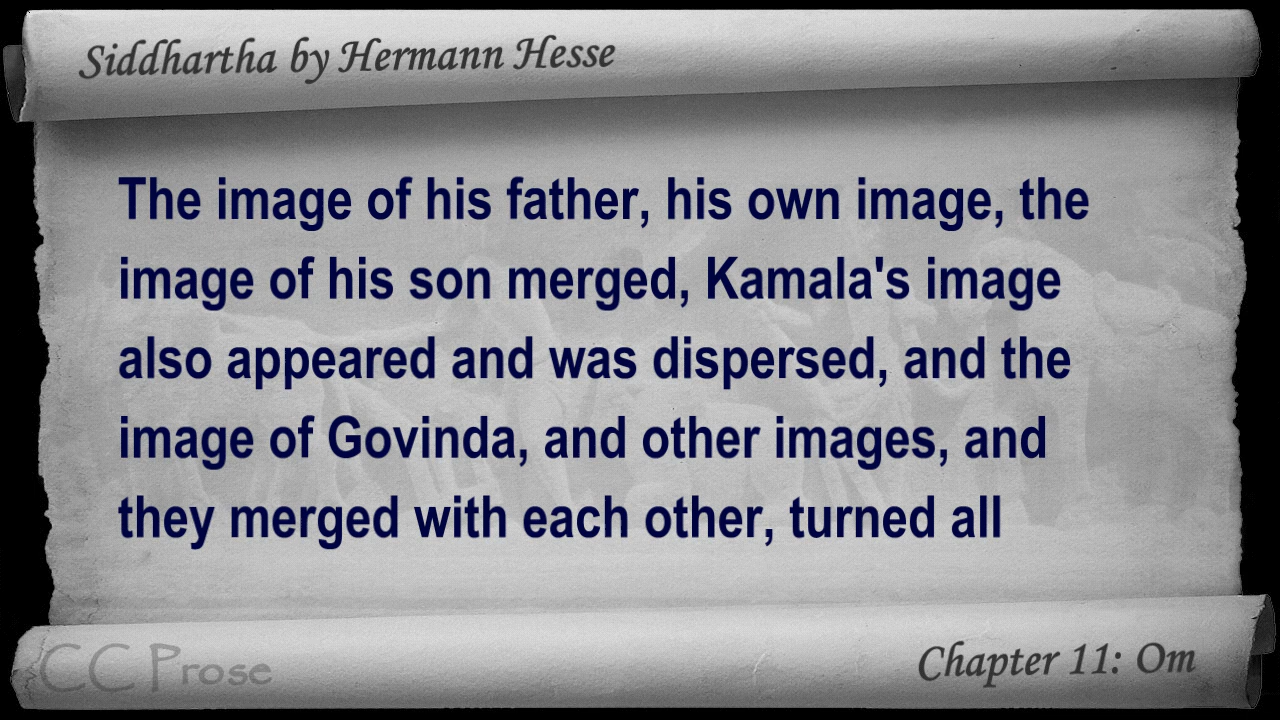 Siddhartha by Hermann Hesse
The image of his father, his own image, the
image of his son merged, Kamala's image
also appeared and was dispersed, and the
image of Govinda, and other images, and
they merged with each other, turned all
CC Prose
Chapter 11: Om